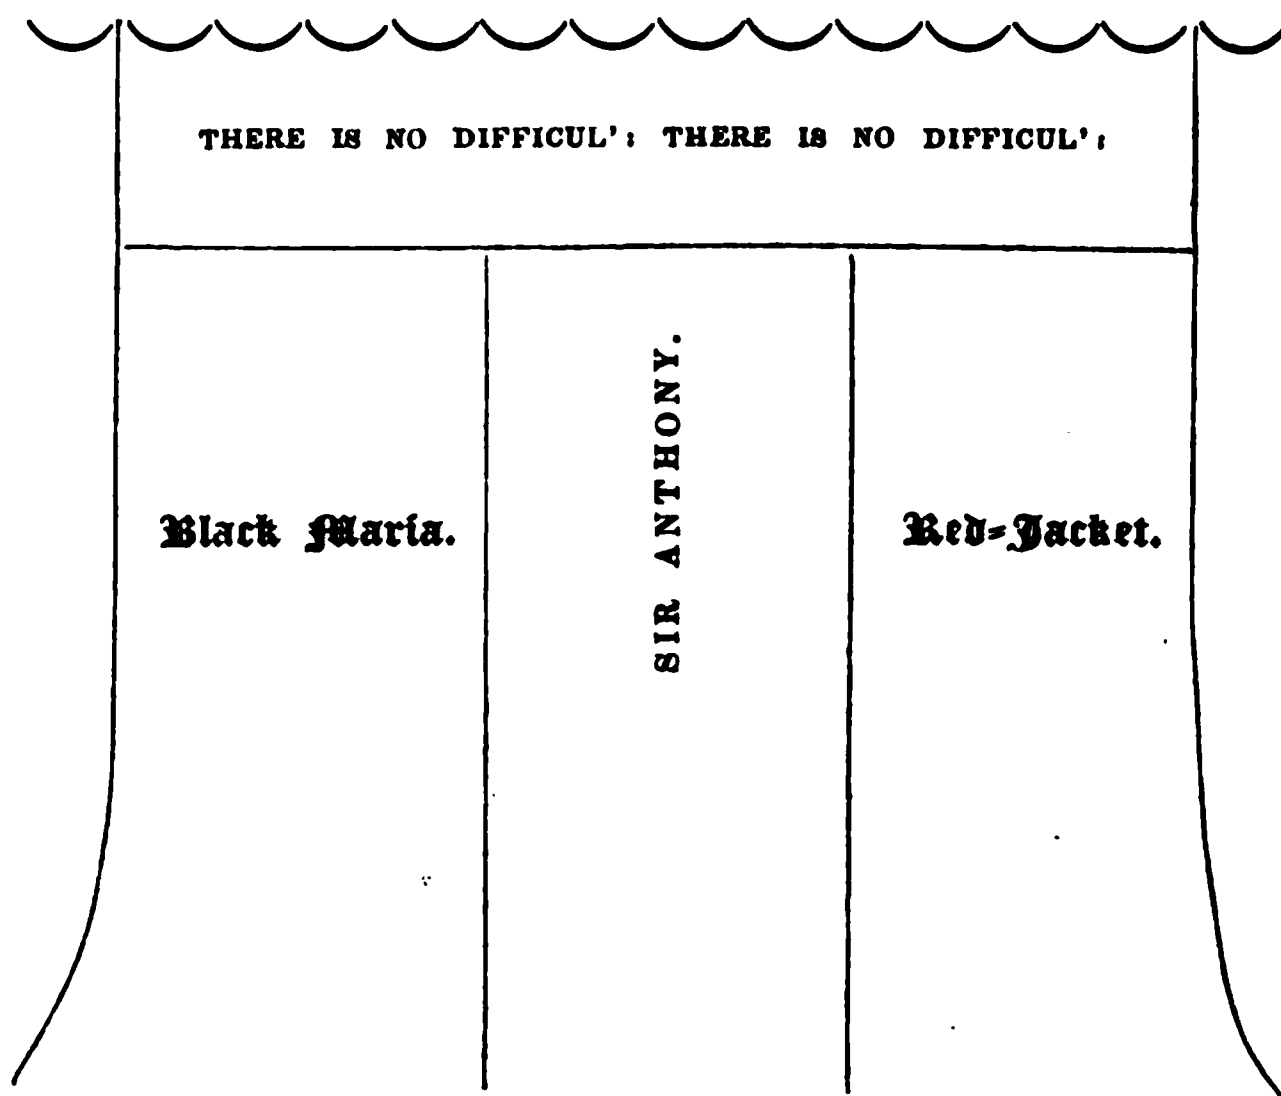 THERE IS NO DIFFICUL': THERE IS NO DIFFICUL':
Black Maria.
SIR ANTHONY.
Red=Jacket.